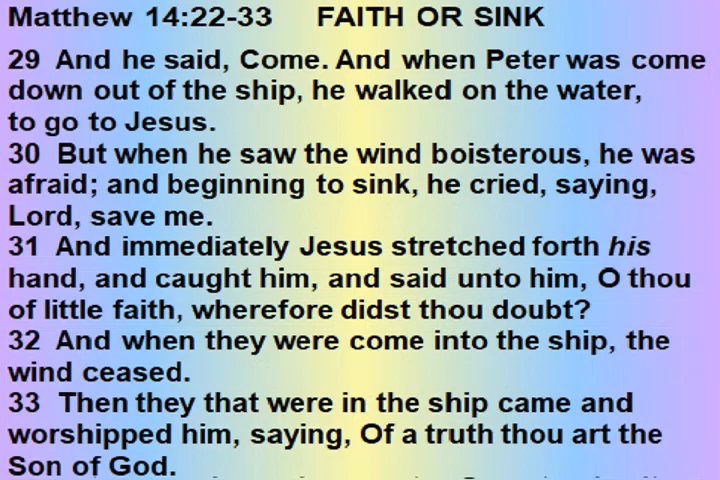 Matthew 14:22-33 FAITH OR SINK
29 And he said, Come. And when Peter was come
down out of the ship, he walked on the water,
to go to Jesus.
30 But when he saw the wind boisterous, he was
afraid; and beginning to sink, he cried, saying,
Lord, save me.
31 And immediately Jesus stretched forth his
hand, and caught him, and said unto him, O thou
of little faith, wherefore didst thou doubt?
32 And when they were come into the ship, the
wind ceased.
33 Then they that were in the ship came and
worshipped him, saying, Of a truth thou art the
Son of God.